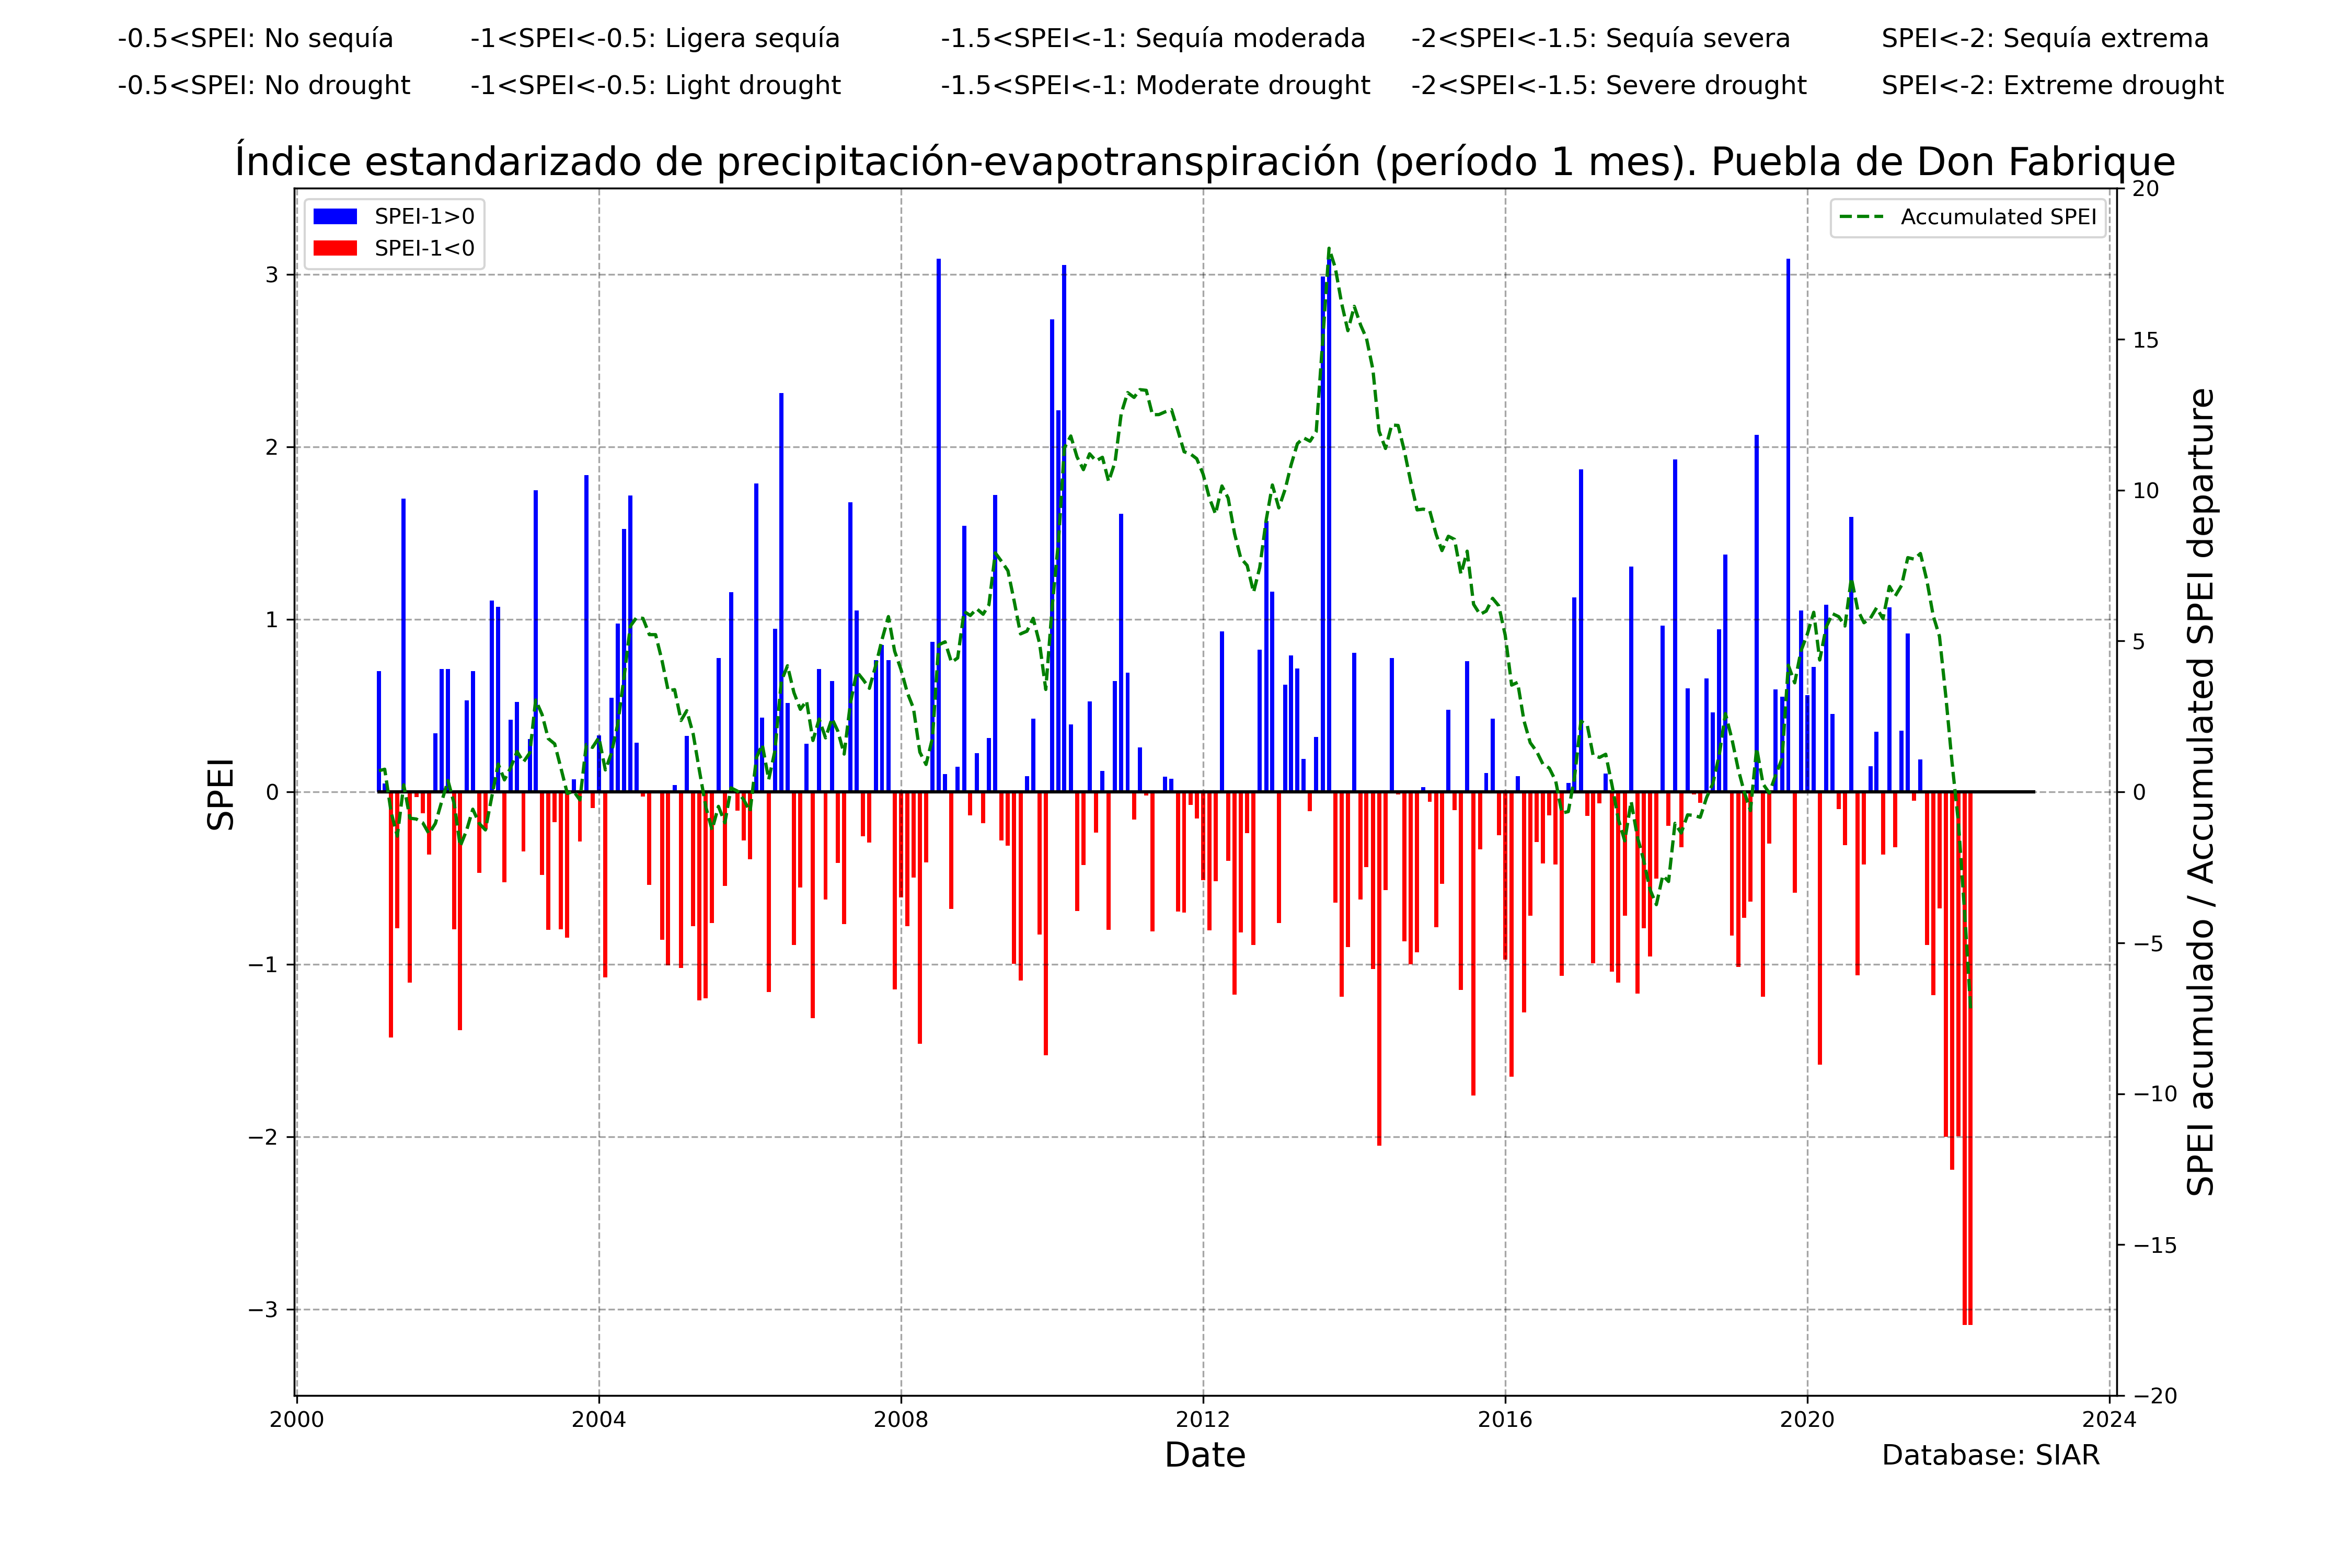 -0.5<SPEI: No sequía -1<SPEI<-0.5: Ligera sequía -1.5<SPEI<-1: Sequía moderada -2<SPEI<-1.5: Sequía severa SPEI<-2: Sequía extrema
-0.5<SPEI: No drought -1<SPEI<-0.5: Light drought -1.5<SPEI<-1: Moderate drought -2<SPEI<-1.5: Severe drought SPEI<-2: Extreme drought
Índice estandarizado de precipitación-evapotranspiración (período 1 mes). Puebla de Don Fabrique
SPEI-1>0
SPEI-1<0
Accumulated SPEI
SPEI
3
2
1
0
−1
−2
−3
20
15
10
5
0
−5
−10
−15
−20
SPEI acumulado / Accumulated SPEI departure
2000 2004 2008 2012 2016 2020 2024
Date
Database: SIAR